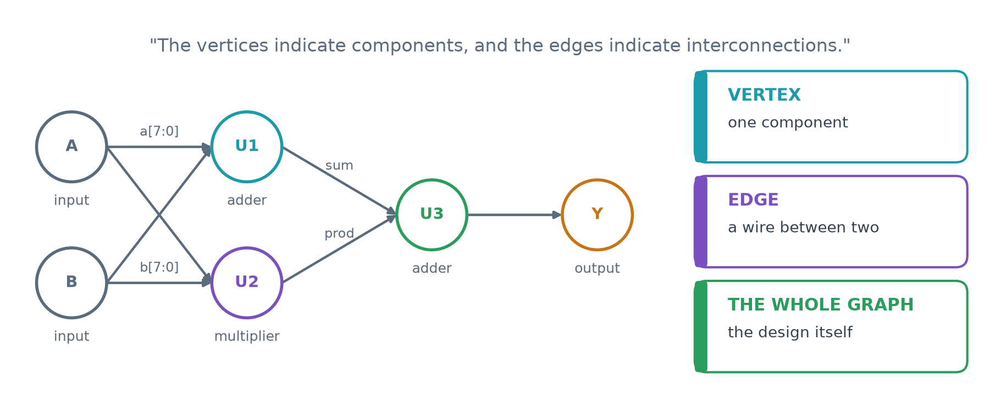 "The vertices indicate components, and the edges indicate interconnections."
A
input
a[7:0]
U1
adder
B
input
b[7:0]
U2
multiplier
sum
prod
U3
adder
Y
output
VERTEX
one component
EDGE
a wire between two
THE WHOLE GRAPH
the design itself